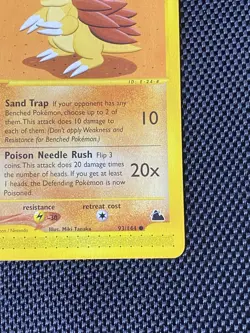 Sand Trap If your opponent has any
Benched Pokémon, choose up to 2 of
them. This attack does 10 damage to
each of them. (Don't apply Weakness and
Resistance for Benched Pokémon.)
10
Poison Needle Rush Flip 3
coins. This attack does 20 damage times
the number of heads. If you get at least
1 heads, the Defending Pokémon is now
Poisoned.
20x
resistance
retreat cost
-30
Illus. Miki Tanaka
93/144